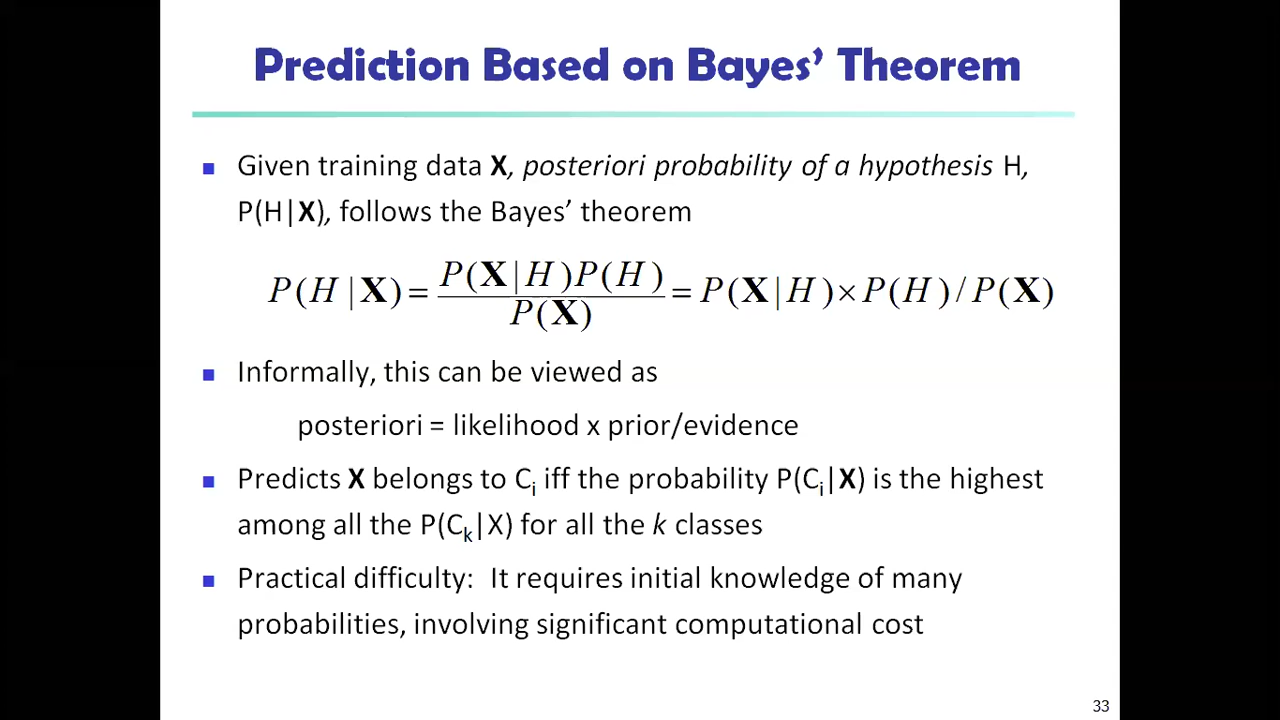 Prediction Based on Bayes’ Theorem
Given training data X, posteriori probability of a hypothesis H,
P(H|X), follows the Bayes’ theorem
P(H | X) = P(X | H)P(H) / P(X) = P(X | H) × P(H) / P(X)
Informally, this can be viewed as
posteriori = likelihood x prior/evidence
Predicts X belongs to Ci iff the probability P(Ci|X) is the highest
among all the P(Ck|X) for all the k classes
Practical difficulty: It requires initial knowledge of many
probabilities, involving significant computational cost
33